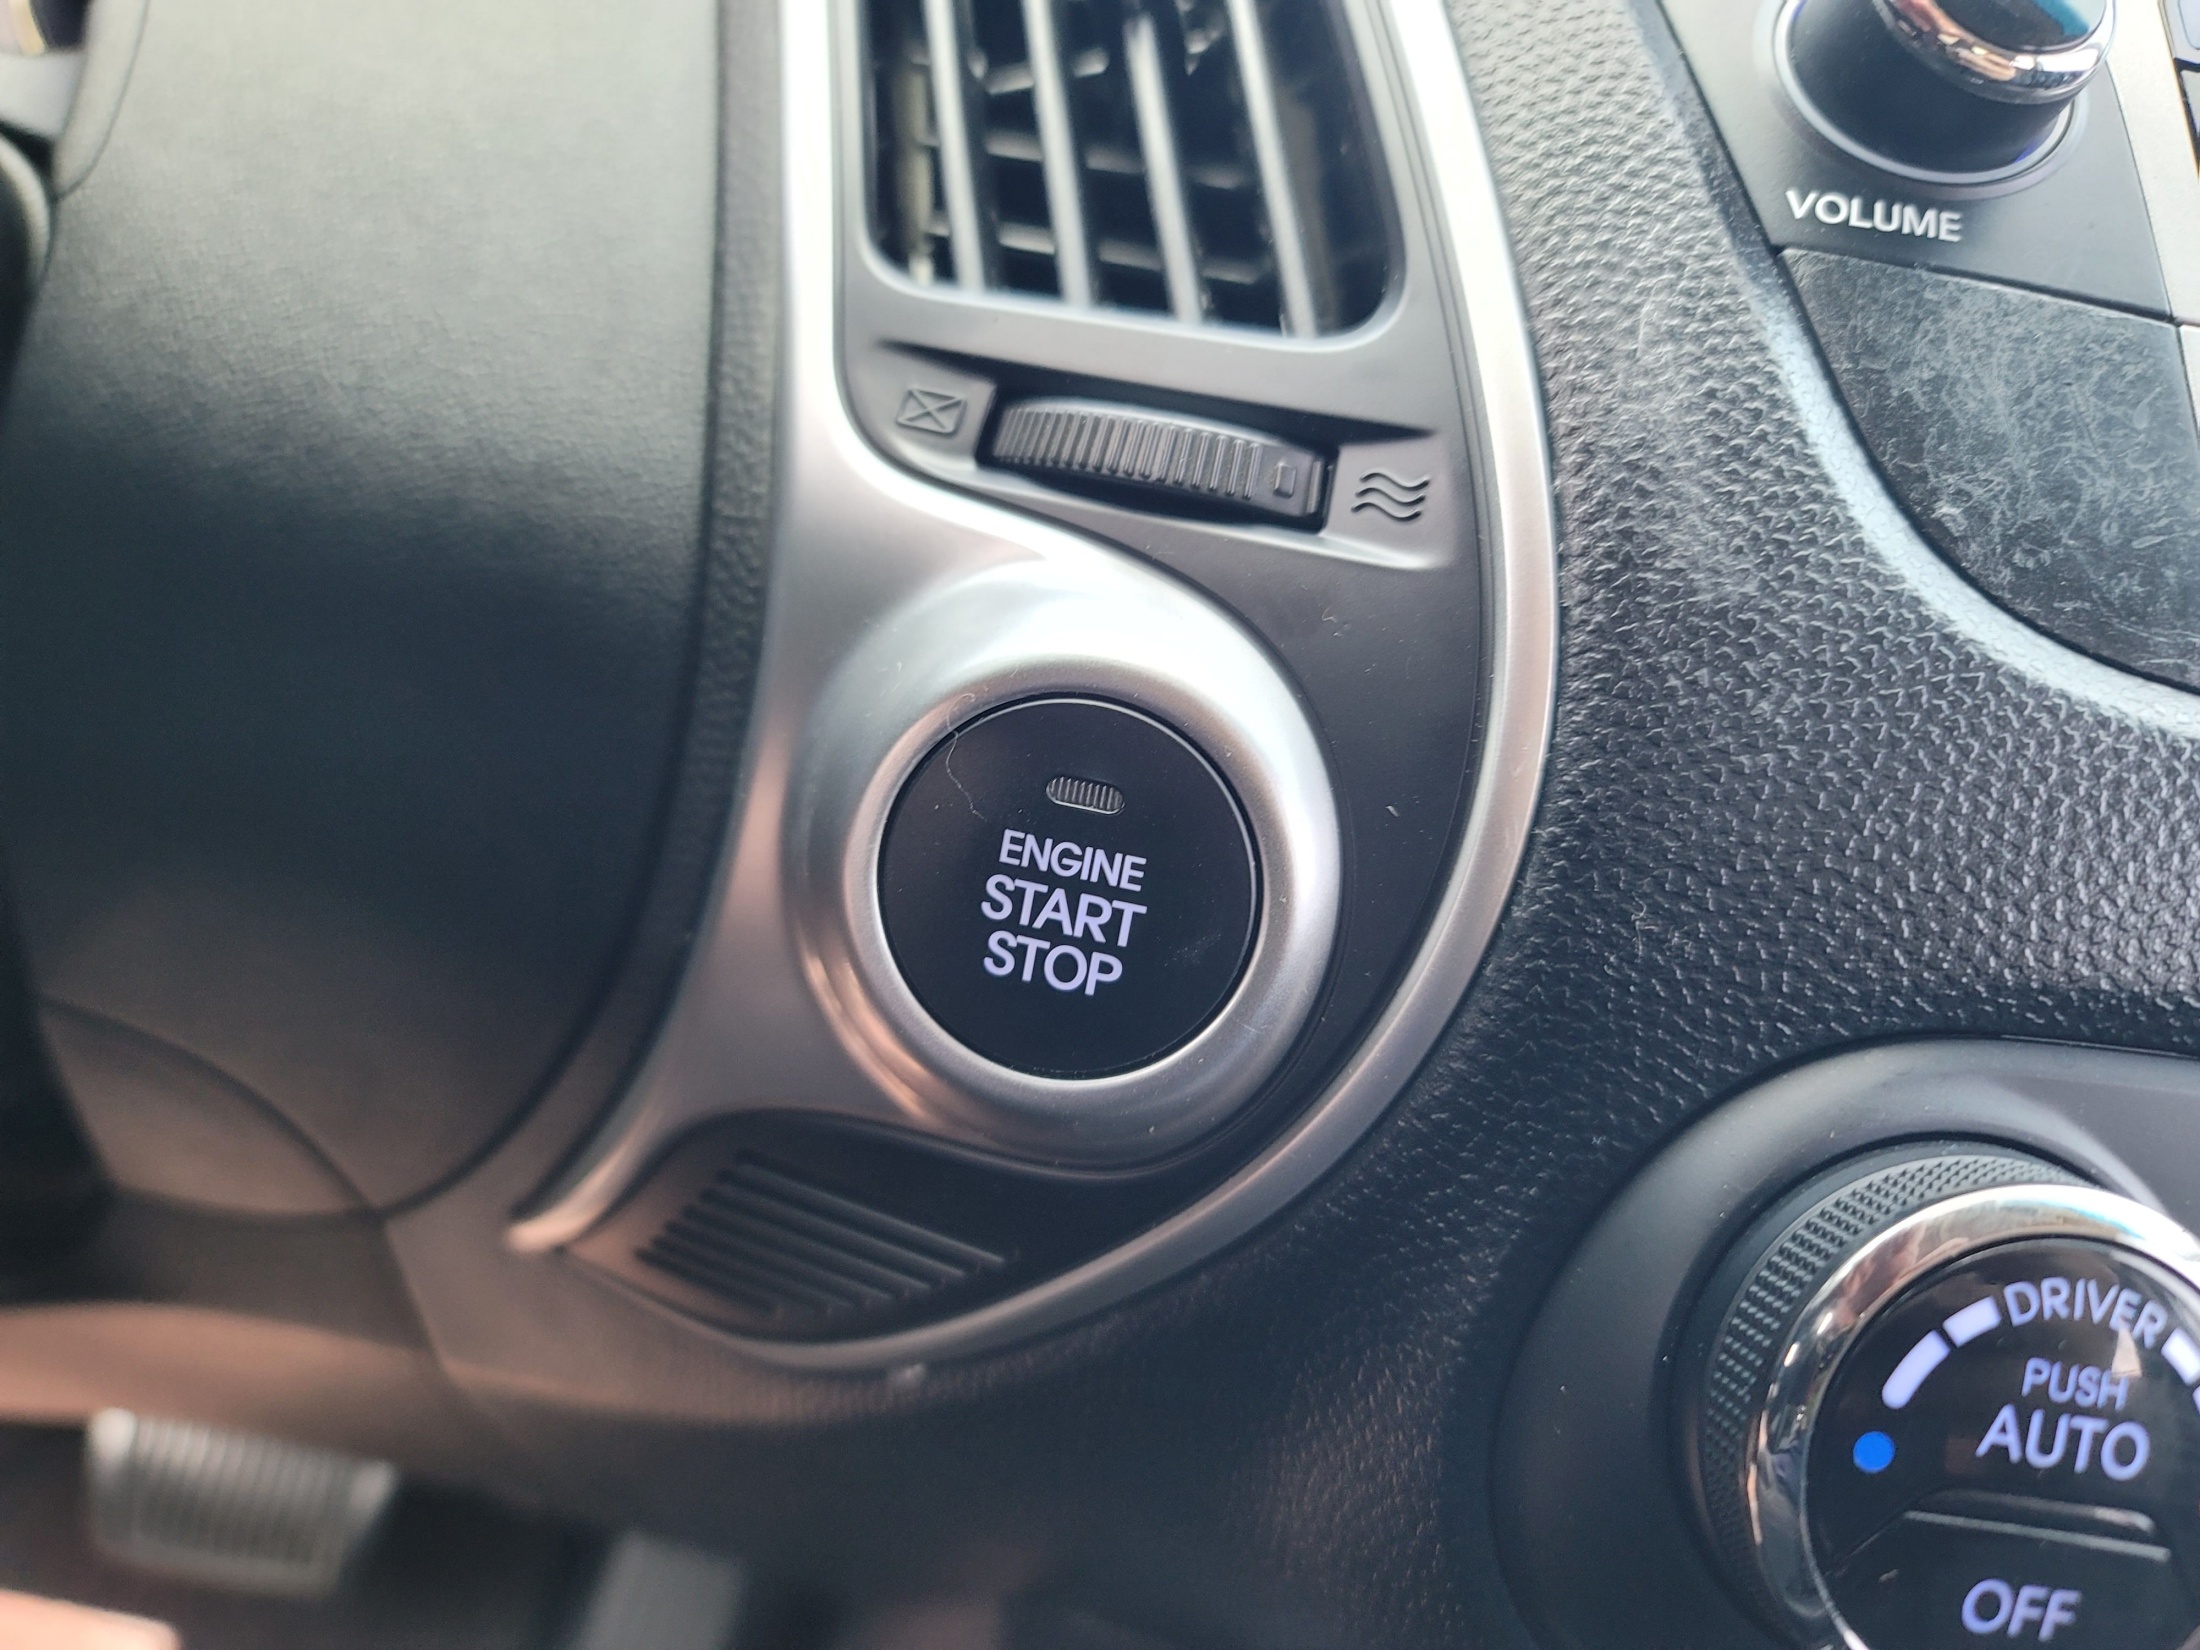 VOLUME
ENGINE
START
STOP
DRIVER
PUSH
AUTO
OFF